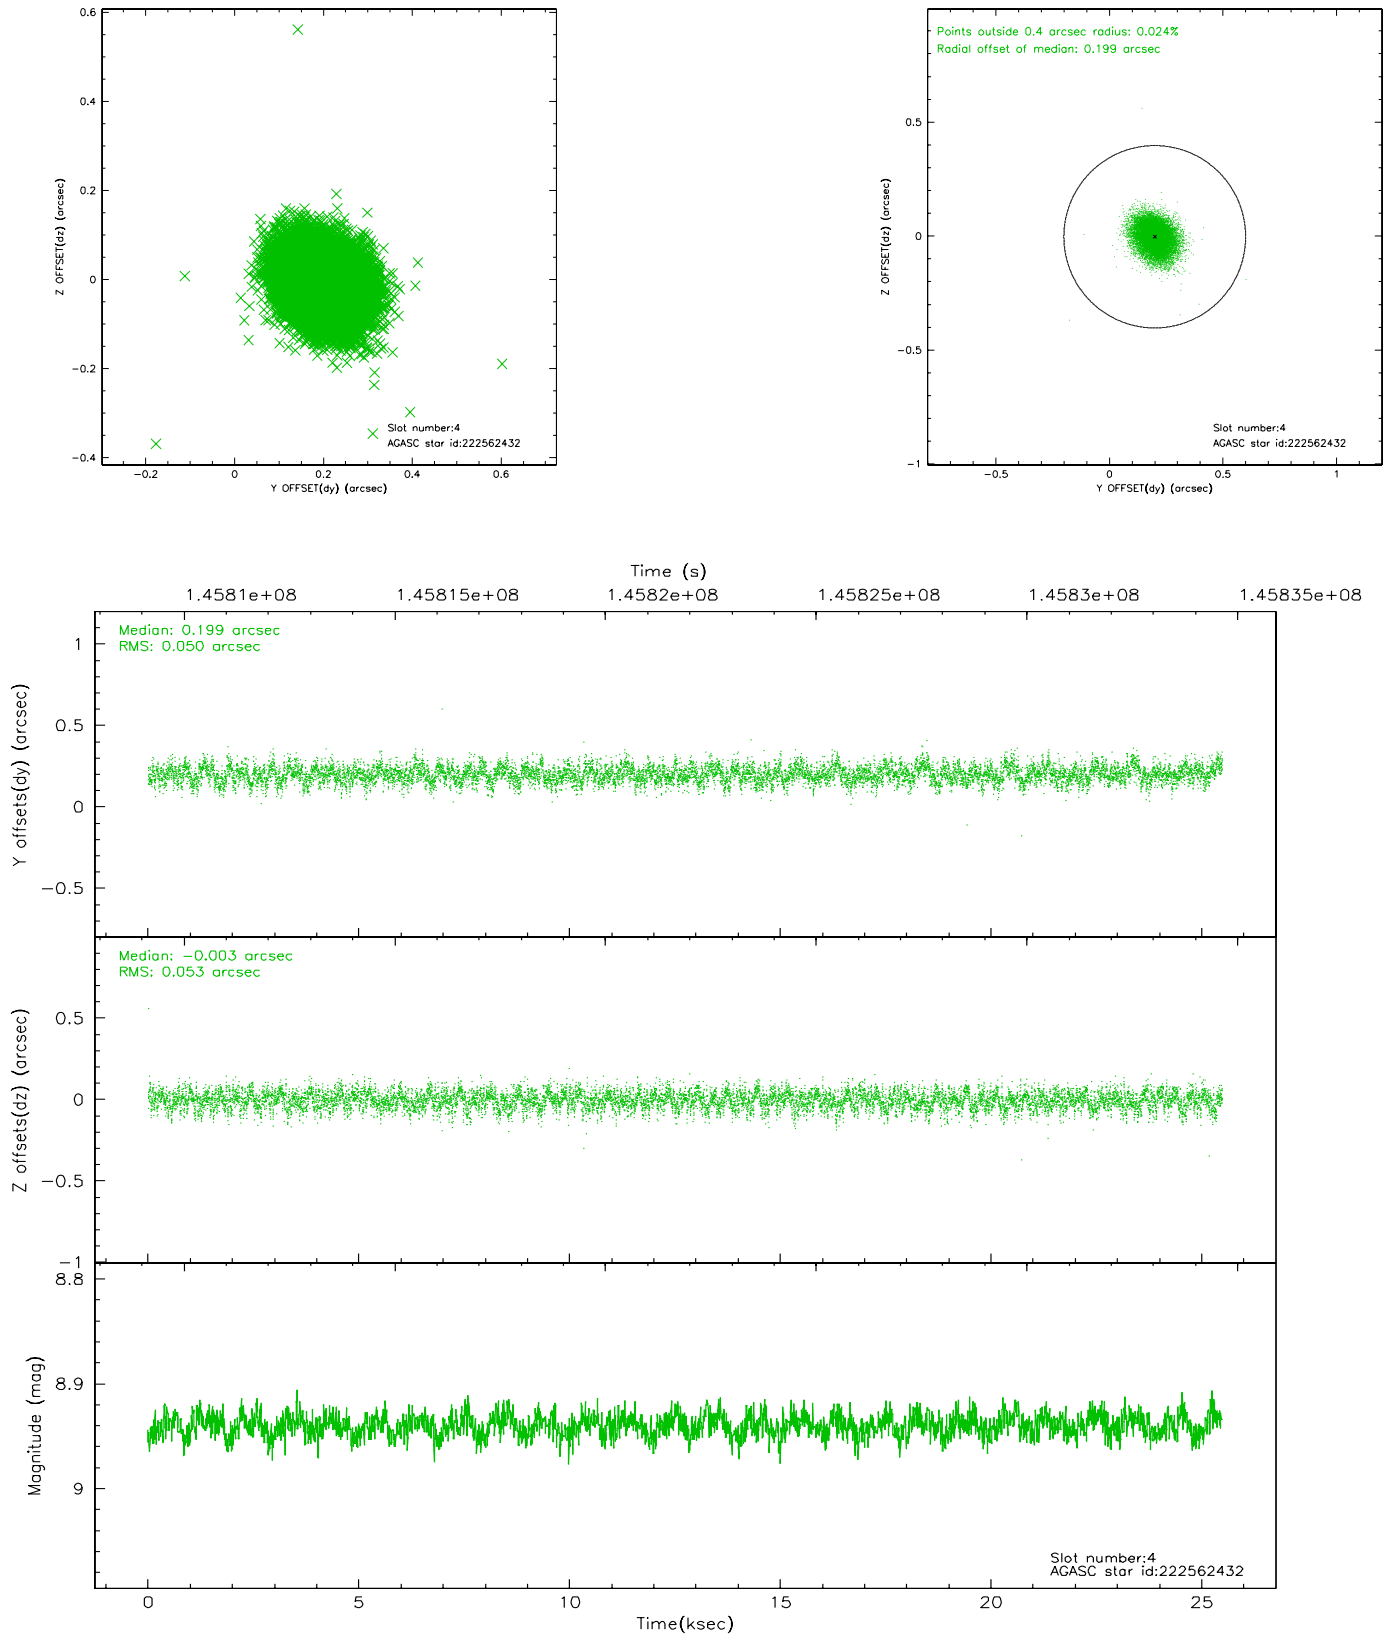 0.6
0.4
0.2
0
−0.2
−0.4
Z OFFSET(dz) (arcsec)
−0.2 0 0.2 0.4 0.6
Y OFFSET(dy) (arcsec)
Slot number:4
AGASC star id:222562432
Points outside 0.4 arcsec radius: 0.024%
Radial offset of median: 0.199 arcsec
0.5
0
−0.5
−1
Z OFFSET(dz) (arcsec)
−0.5 0 0.5 1
Y OFFSET(dy) (arcsec)
Slot number:4
AGASC star id:222562432
Time (s)
1.4581e+08 1.45815e+08 1.4582e+08 1.45825e+08 1.4583e+08 1.45835e+08
Median: 0.199 arcsec
RMS: 0.050 arcsec
1
0.5
0
−0.5
Y offsets(dy) (arcsec)
Median: −0.003 arcsec
RMS: 0.053 arcsec
0.5
0
−0.5
−1
Z offsets(dz) (arcsec)
8.8
8.9
9
Magnitude (mag)
Slot number:4
AGASC star id:222562432
0 5 10 15 20 25
Time(ksec)